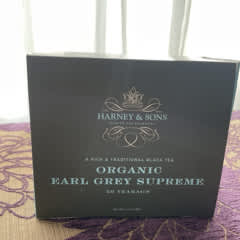 HARNEY & SONS
A RICH & TRADITIONAL BLACK TEA
ORGANIC
EARL GREY SUPREME
20 TEABAGS